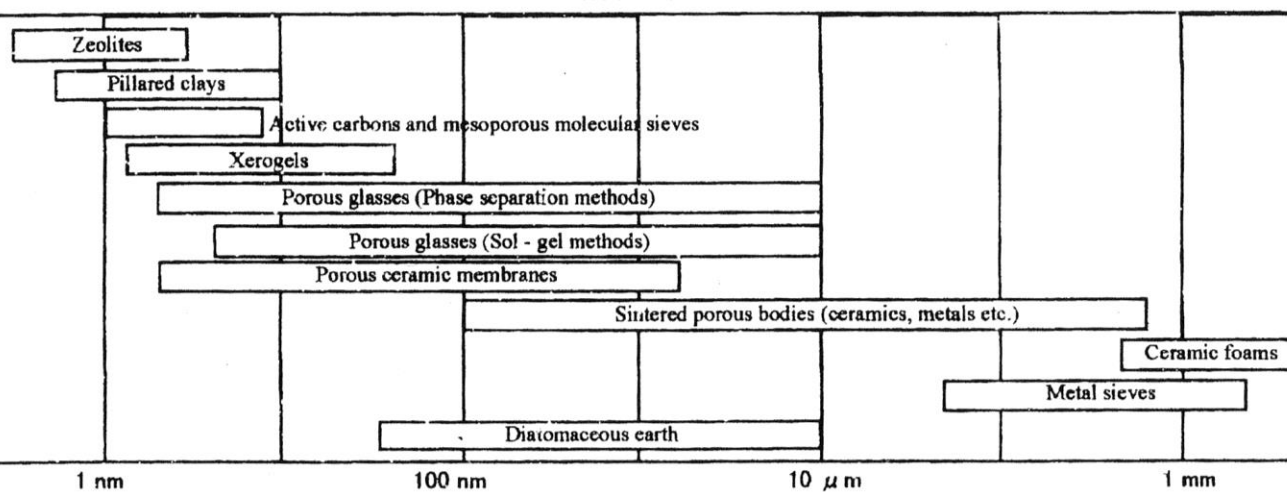 Zeolites
Pillared clays
Active carbons and mesoporous molecular sieves
Xerogels
Porous glasses (Phase separation methods)
Porous glasses (Sol - gel methods)
Porous ceramic membranes
Sintered porous bodies (ceramics, metals etc.)
Ceramic foams
Metal sieves
Diatomaceous earth
1 nm 100 nm 10 μm 1 mm